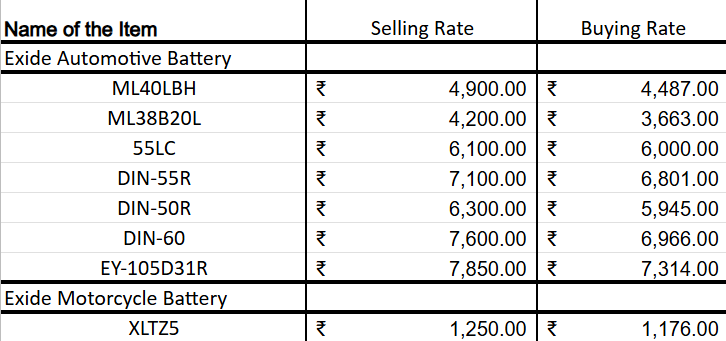 Name of the Item Selling Rate Buying Rate
Exide Automotive Battery
ML40LBH ₹ 4,900.00 ₹ 4,487.00
ML38B20L ₹ 4,200.00 ₹ 3,663.00
55LC ₹ 6,100.00 ₹ 6,000.00
DIN-55R ₹ 7,100.00 ₹ 6,801.00
DIN-50R ₹ 6,300.00 ₹ 5,945.00
DIN-60 ₹ 7,600.00 ₹ 6,966.00
EY-105D31R ₹ 7,850.00 ₹ 7,314.00
Exide Motorcycle Battery
XLTZ5 ₹ 1,250.00 ₹ 1,176.00